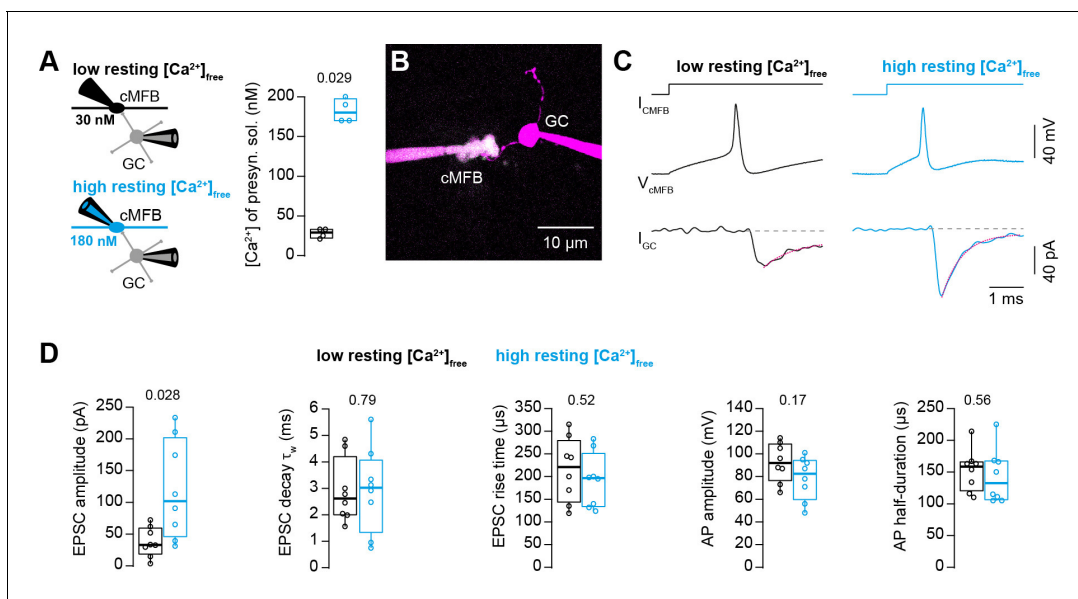 A
low resting [Ca²⁺]free
cMFB
30 nM
GC
high resting [Ca²⁺]free
cMFB
180 nM
GC
0.029
[Ca²⁺] of presyn. sol. (nM)
200
150
100
50
0
B
GC
cMFB
10 µm
C
low resting [Ca²⁺]free
high resting [Ca²⁺]free
ICMFB
VcMFB
40 mV
IGC
40 pA
1 ms
D
low resting [Ca²⁺]free
high resting [Ca²⁺]free
0.028
EPSC amplitude (pA)
250
200
150
100
50
0
0.79
EPSC decay τw (ms)
6
5
4
3
2
1
0
0.52
EPSC rise time (µs)
350
300
250
200
150
100
50
0
0.17
AP amplitude (mV)
140
120
100
80
60
40
20
0
0.56
AP half-duration (µs)
250
200
150
100
50
0